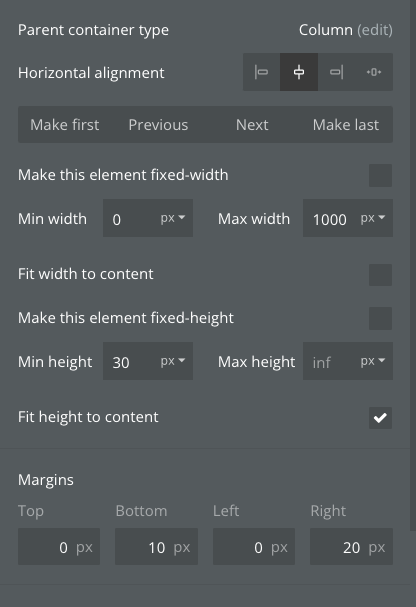 Parent container type Column (edit)
Horizontal alignment
Make first Previous Next Make last
Make this element fixed-width
Min width 0 px Max width 1000 px
Fit width to content
Make this element fixed-height
Min height 30 px Max height inf px
Fit height to content
Margins
Top Bottom Left Right
0 px 10 px 0 px 20 px